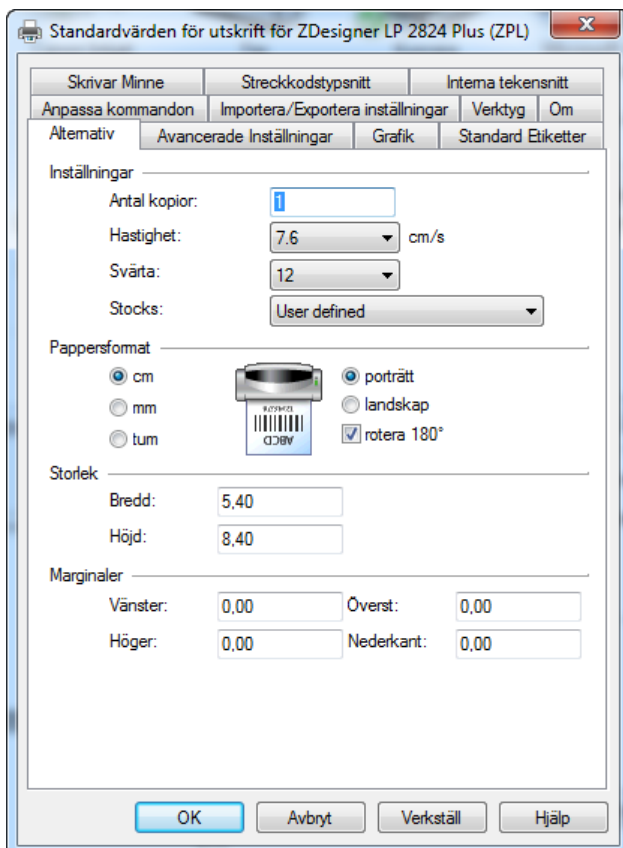 Standardvärden för utskrift för ZDesigner LP 2824 Plus (ZPL)
Skrivar Minne Streckkodstypsnitt Interna tekensnitt
Anpassa kommandon Importera/Exportera inställningar Verktyg Om
Alternativ Avancerade Inställningar Grafik Standard Etiketter
Inställningar
Antal kopior: 1
Hastighet: 7.6 cm/s
Svärta: 12
Stocks: User defined
Pappersformat
cm porträtt
mm landskap
tum rotera 180°
12345678
ABCD
Storlek
Bredd: 5,40
Höjd: 8,40
Marginaler
Vänster: 0,00 Överst: 0,00
Höger: 0,00 Nederkant: 0,00
OK Avbryt Verkställ Hjälp